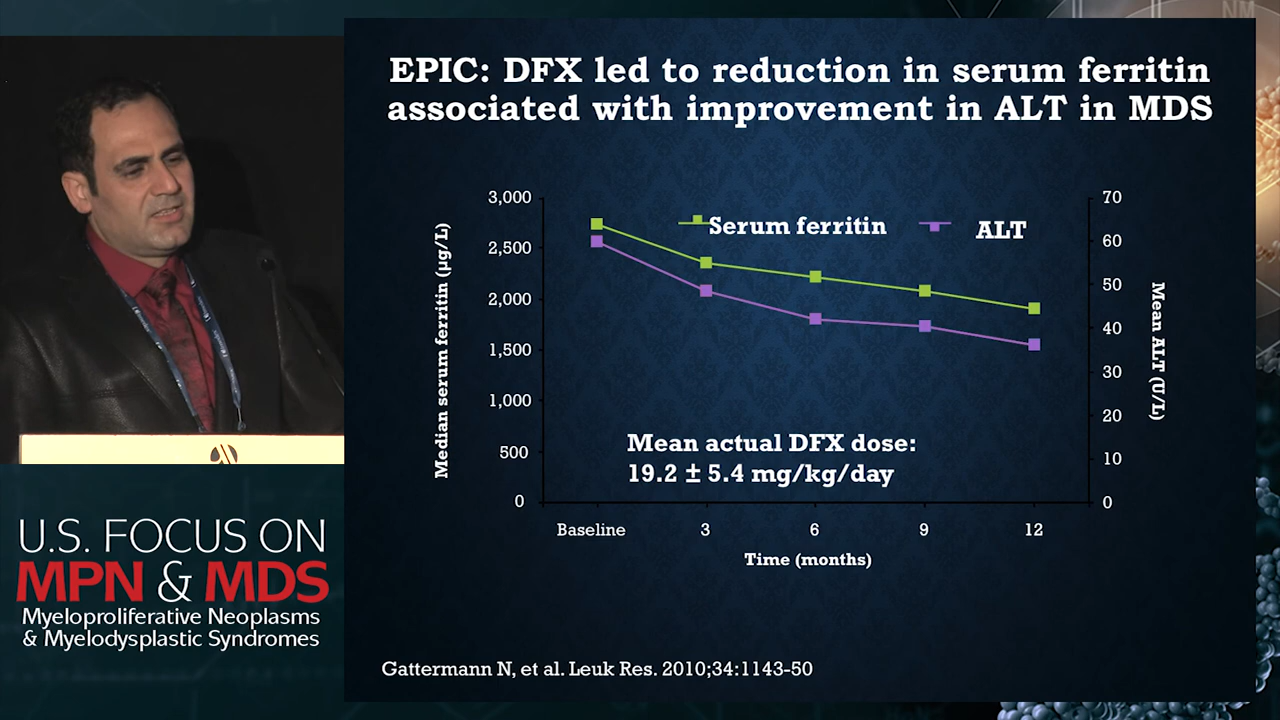 NM
EPIC: DFX led to reduction in serum ferritin
associated with improvement in ALT in MDS
Serum ferritin
ALT
Median serum ferritin (µg/L)
3,000
2,500
2,000
1,500
1,000
500
0
70
60
50
40
30
20
10
0
Mean ALT (U/L)
Mean actual DFX dose:
19.2 ± 5.4 mg/kg/day
Baseline
3
6
9
12
Time (months)
Gattermann N, et al. Leuk Res. 2010;34:1143-50
U.S. FOCUS ON
MPN & MDS
Myeloproliferative Neoplasms
& Myelodysplastic Syndromes